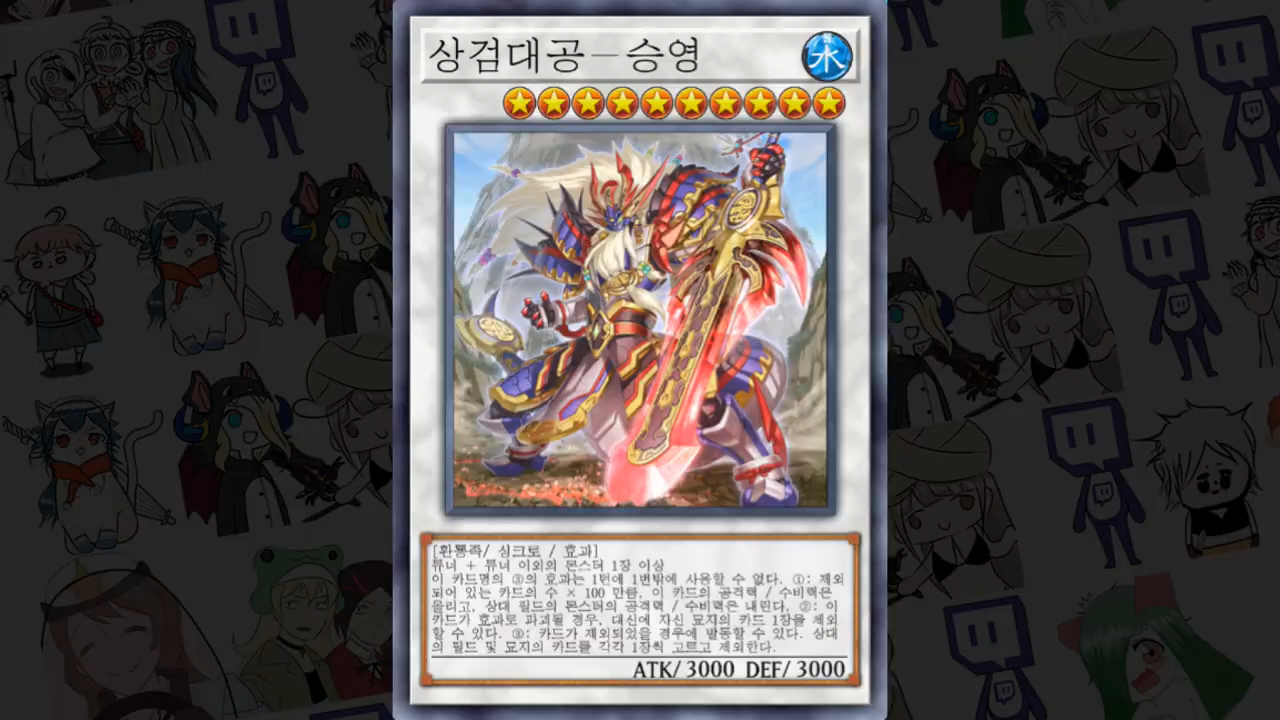 상검대공－승영
水
[환룡족/ 싱크로 / 효과]
튜너 + 튜너 이외의 몬스터 1장 이상
이 카드명의 ③의 효과는 1턴에 1번밖에 사용할 수 없다. ①: 제외
되어 있는 카드의 수 × 100 만큼, 이 카드의 공격력 / 수비력은
올리고, 상대 필드의 몬스터의 공격력 / 수비력은 내린다. ②: 이
카드가 효과로 파괴될 경우, 대신에 자신 묘지의 카드 1장을 제외
할 수 있다. ③: 카드가 제외되었을 경우에 발동할 수 있다. 상대
의 필드 및 묘지의 카드를 각각 1장씩 고르고 제외한다.
ATK/ 3000 DEF/ 3000